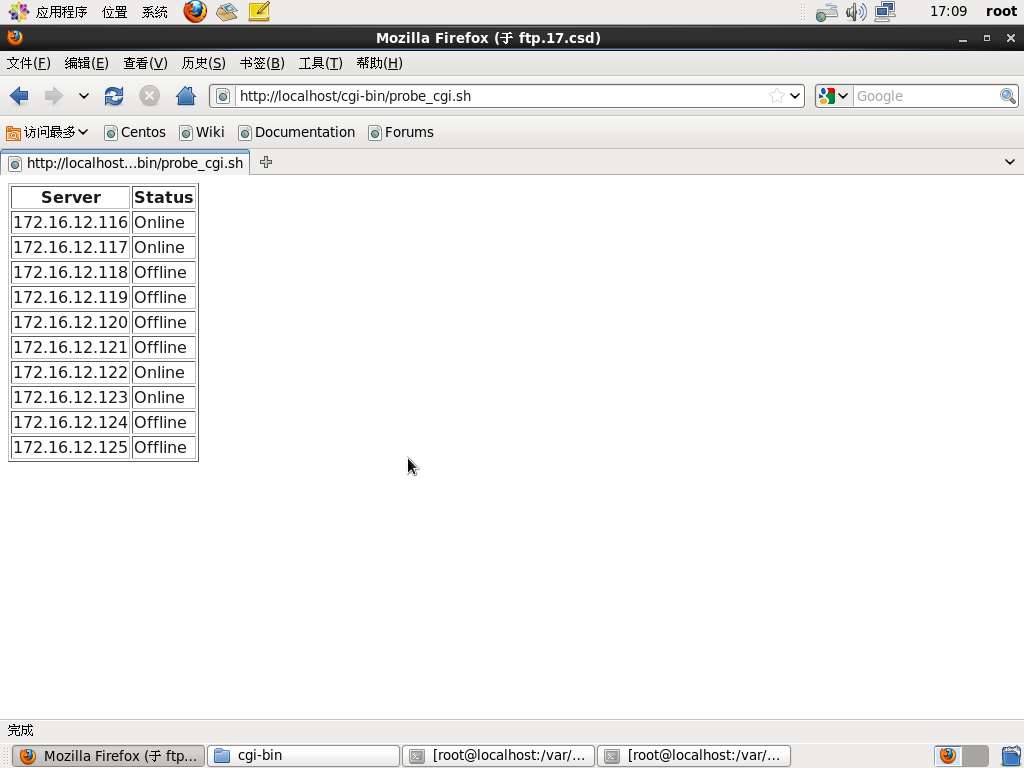 应用程序 位置 系统 17:09 root
Mozilla Firefox (于 ftp.17.csd)
文件(F) 编辑(E) 查看(V) 历史(S) 书签(B) 工具(T) 帮助(H)
http://localhost/cgi-bin/probe_cgi.sh Google
访问最多 Centos Wiki Documentation Forums
http://localhost...bin/probe_cgi.sh
Server Status
172.16.12.116 Online
172.16.12.117 Online
172.16.12.118 Offline
172.16.12.119 Offline
172.16.12.120 Offline
172.16.12.121 Offline
172.16.12.122 Online
172.16.12.123 Online
172.16.12.124 Offline
172.16.12.125 Offline
完成
Mozilla Firefox (于 ftp... cgi-bin [root@localhost:/var/... [root@localhost:/var/...